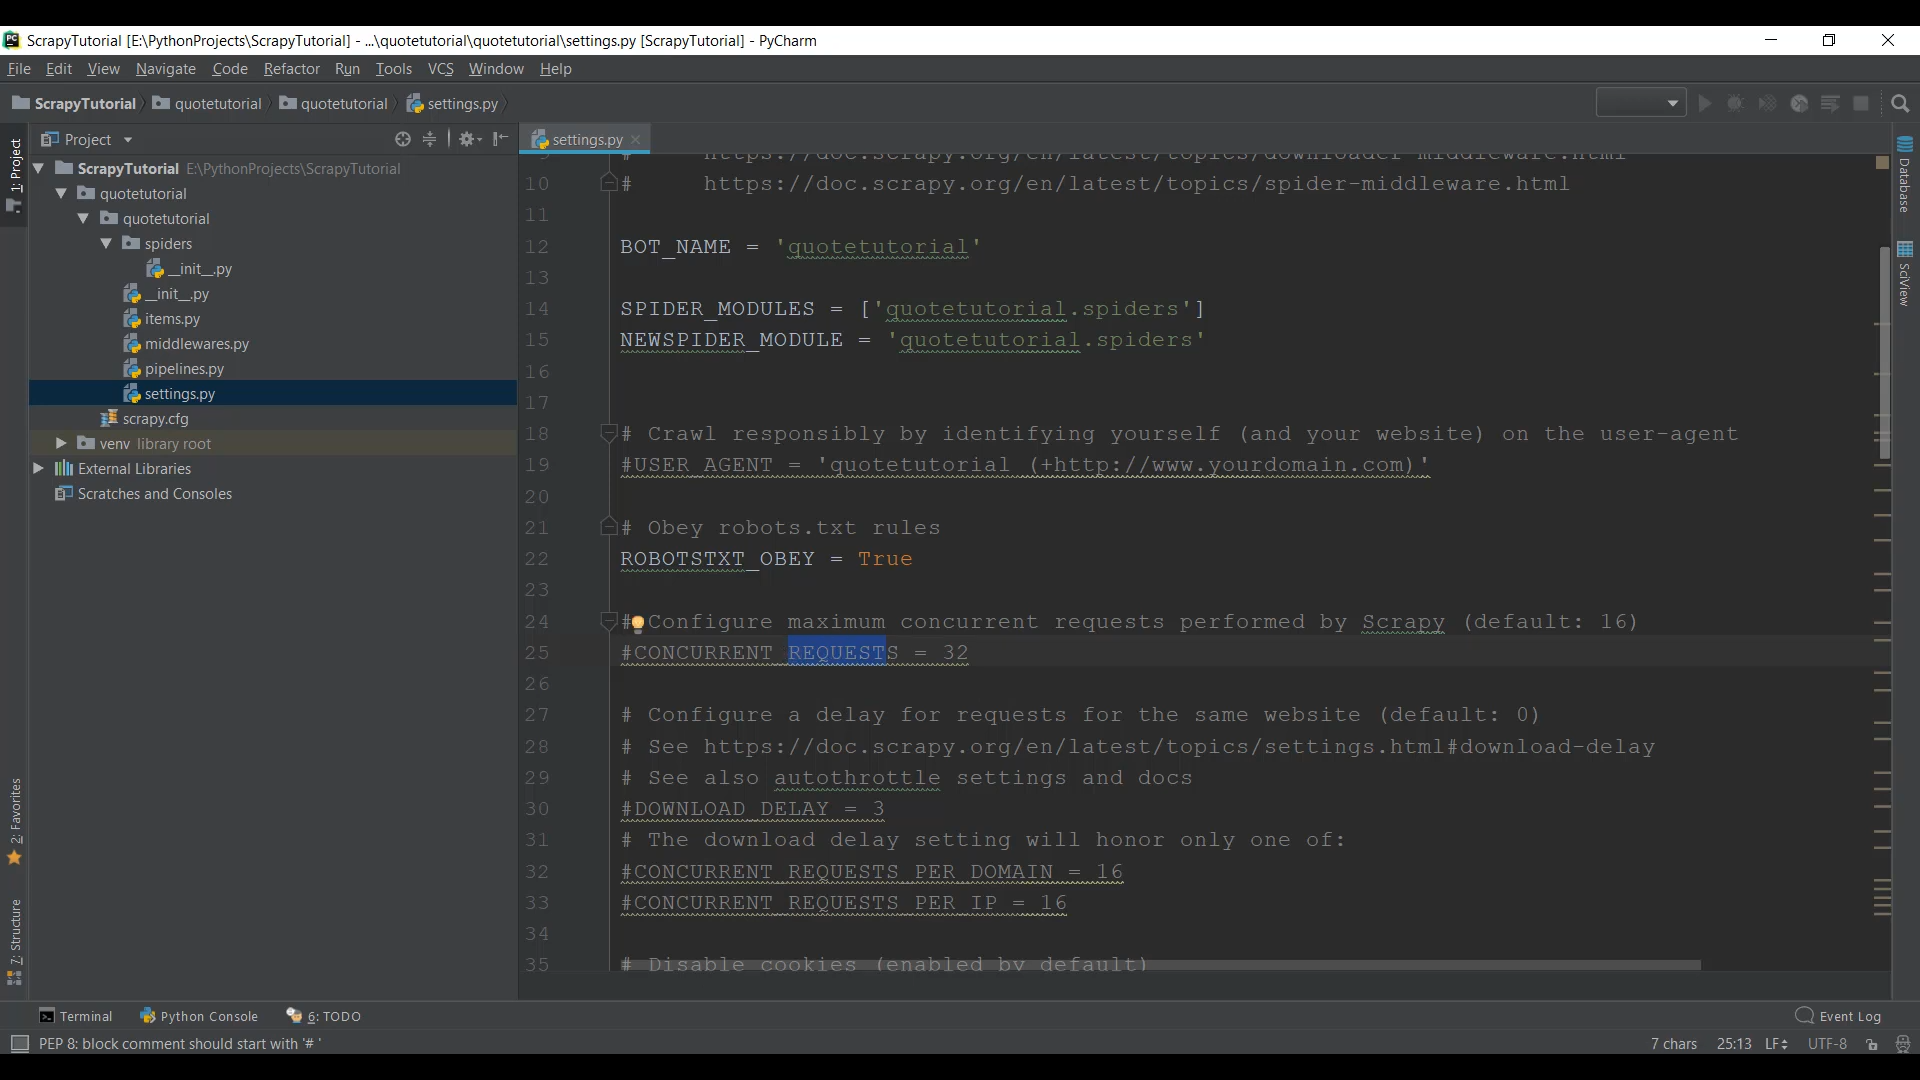 ScrapyTutorial [E:\PythonProjects\ScrapyTutorial] - ...\quotetutorial\quotetutorial\settings.py [ScrapyTutorial] - PyCharm
File Edit View Navigate Code Refactor Run Tools VCS Window Help
ScrapyTutorial quotetutorial quotetutorial settings.py
1: Project
2: Favorites
7: Structure
Project
ScrapyTutorial E:\PythonProjects\ScrapyTutorial
quotetutorial
quotetutorial
spiders
__init__.py
__init__.py
items.py
middlewares.py
pipelines.py
settings.py
scrapy.cfg
venv library root
External Libraries
Scratches and Consoles
settings.py
9 # https://doc.scrapy.org/en/latest/topics/downloader-middleware.html
10 # https://doc.scrapy.org/en/latest/topics/spider-middleware.html
11
12 BOT_NAME = 'quotetutorial'
13
14 SPIDER_MODULES = ['quotetutorial.spiders']
15 NEWSPIDER_MODULE = 'quotetutorial.spiders'
16
17
18 # Crawl responsibly by identifying yourself (and your website) on the user-agent
19 #USER_AGENT = 'quotetutorial (+http://www.yourdomain.com)'
20
21 # Obey robots.txt rules
22 ROBOTSTXT_OBEY = True
23
24 # Configure maximum concurrent requests performed by Scrapy (default: 16)
25 #CONCURRENT_REQUESTS = 32
26
27 # Configure a delay for requests for the same website (default: 0)
28 # See https://doc.scrapy.org/en/latest/topics/settings.html#download-delay
29 # See also autothrottle settings and docs
30 #DOWNLOAD_DELAY = 3
31 # The download delay setting will honor only one of:
32 #CONCURRENT_REQUESTS_PER_DOMAIN = 16
33 #CONCURRENT_REQUESTS_PER_IP = 16
34
35 # Disable cookies (enabled by default)
Database
SciView
Terminal Python Console 6: TODO Event Log
PEP 8: block comment should start with '# ' 7 chars 25:13 LF UTF-8